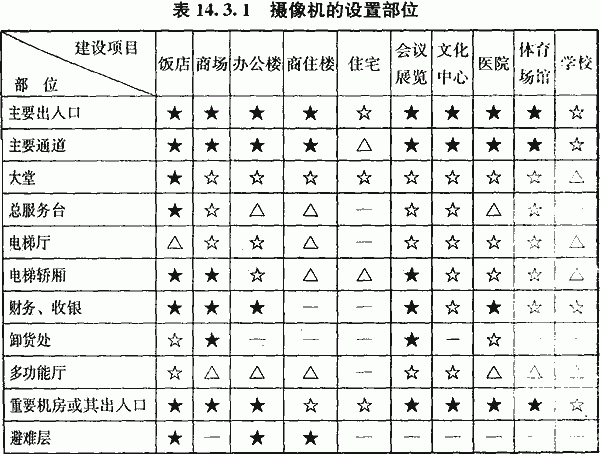 表 14.3.1 摄像机的设置部位
建设项目 饭店 商场 办公楼 商住楼 住宅 会议展览 文化中心 医院 体育场馆 学校
部 位
主要出入口 ★ ★ ★ ★ ☆ ★ ★ ★ ★ ☆
主要通道 ★ ★ ★ ★ △ ★ ★ ★ ★ ☆
大堂 ★ ☆ ☆ ☆ ☆ ☆ ☆ ☆ ☆ △
总服务台 ★ ☆ △ △ — ☆ ☆ △ ☆ —
电梯厅 △ ☆ ☆ △ — ☆ ☆ ☆ ☆ △
电梯轿厢 ★ ★ ☆ △ △ ★ ☆ ☆ ☆ △
财务、收银 ★ ★ ★ — — ★ ☆ ★ ☆ ☆
卸货处 ☆ ★ — — — ★ — ☆ — —
多功能厅 ☆ △ △ △ — ☆ ☆ △ △ △
重要机房或其出入口 ★ ★ ★ ☆ ☆ ★ ★ ★ ★ ☆
避难层 ★ — ★ ★ — — — — — —